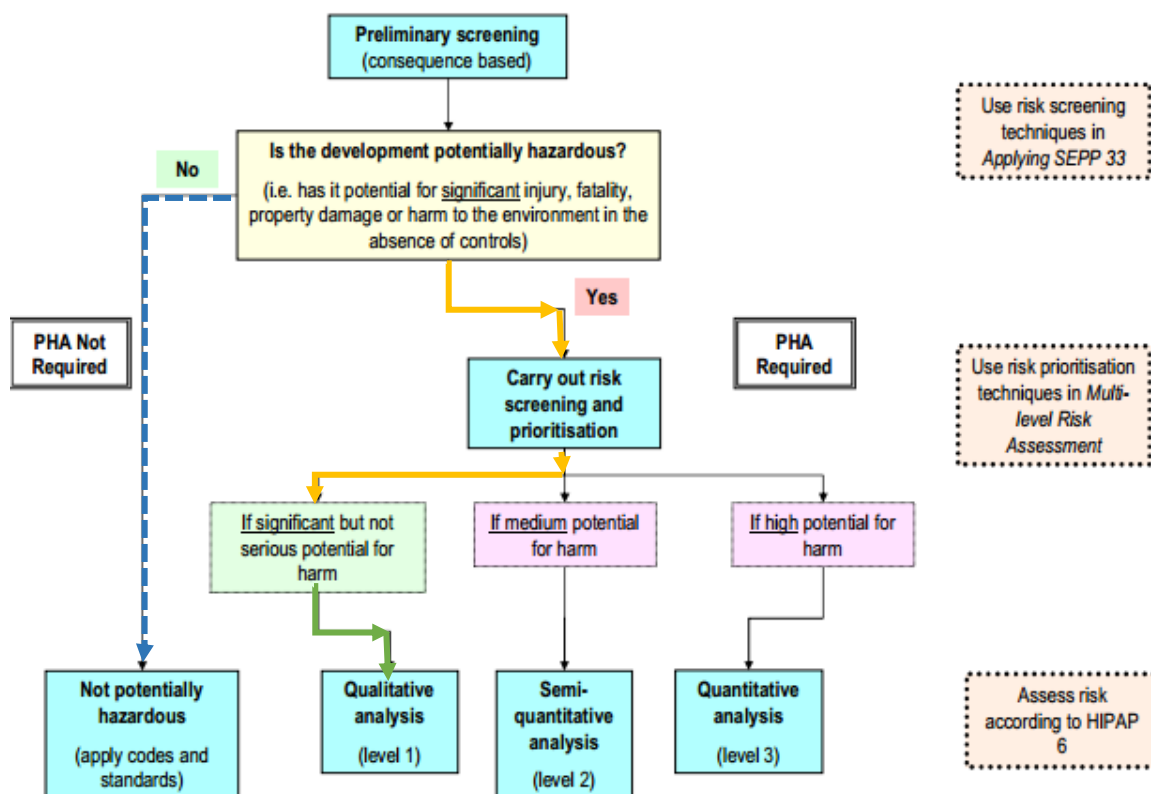 Preliminary screening
(consequence based)
Use risk screening
techniques in
Applying SEPP 33
Is the development potentially hazardous?
(i.e. has it potential for significant injury, fatality,
property damage or harm to the environment in the
absence of controls)
No
Yes
PHA Not
Required
PHA
Required
Carry out risk
screening and
prioritisation
Use risk prioritisation
techniques in Multi-
level Risk
Assessment
If significant but not
serious potential for
harm
If medium potential
for harm
If high potential for
harm
Not potentially
hazardous
(apply codes and
standards)
Qualitative
analysis
(level 1)
Semi-
quantitative
analysis
(level 2)
Quantitative
analysis
(level 3)
Assess risk
according to HIPAP
6